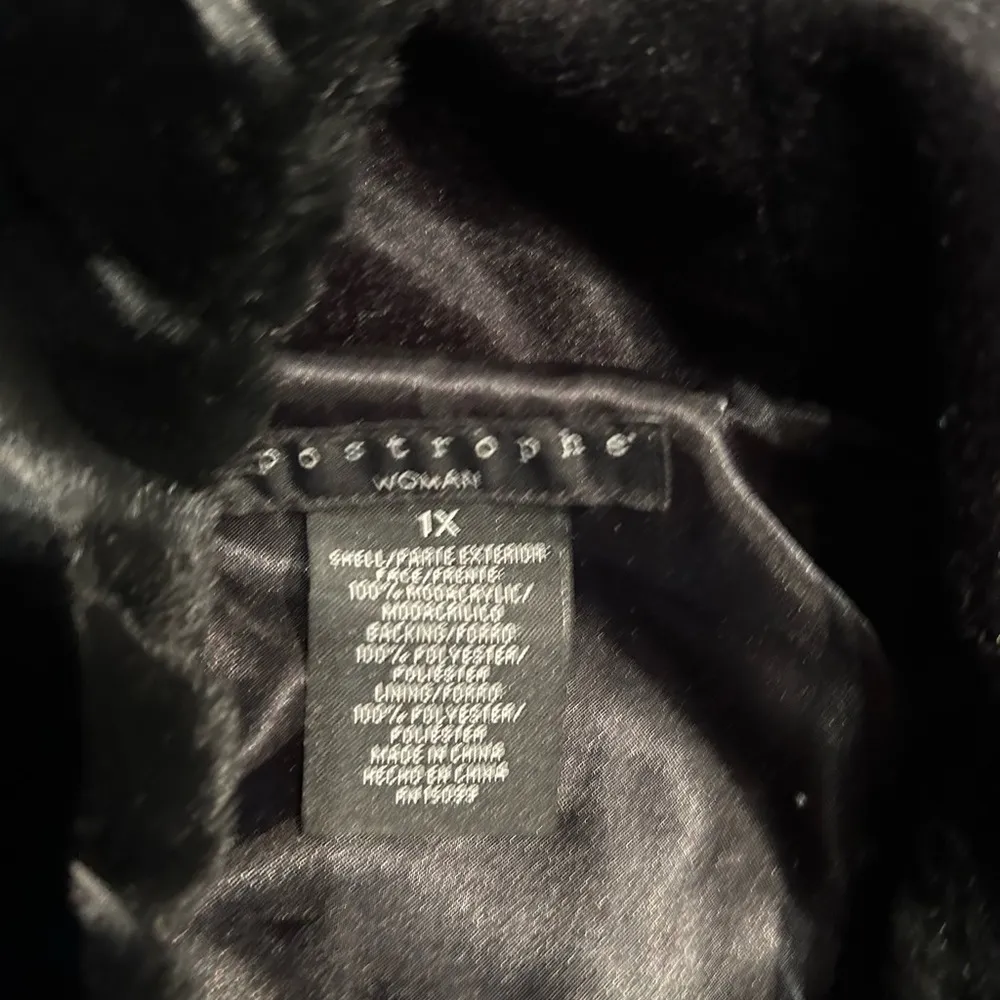 postrophe
WOMAN
1X
SHELL/PARTE EXTERIOR:
FACE/FRENTE:
100% MODACRYLIC/
MODACRILICO
BACKING/FORRO:
100% POLYESTER/
POLIESTER
LINING/FORRO:
100% POLYESTER/
POLIESTER
MADE IN CHINA
HECHO EN CHINA
RN15099